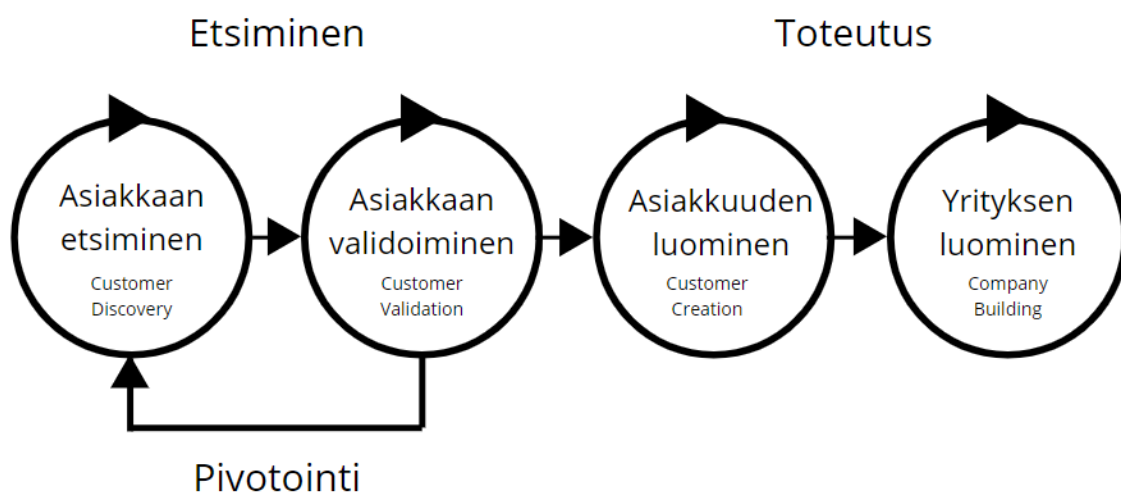 Etsiminen
Toteutus
Asiakkaan
etsiminen
Customer
Discovery
Asiakkaan
validoiminen
Customer
Validation
Asiakkuuden
luominen
Customer
Creation
Yrityksen
luominen
Company
Building
Pivotointi